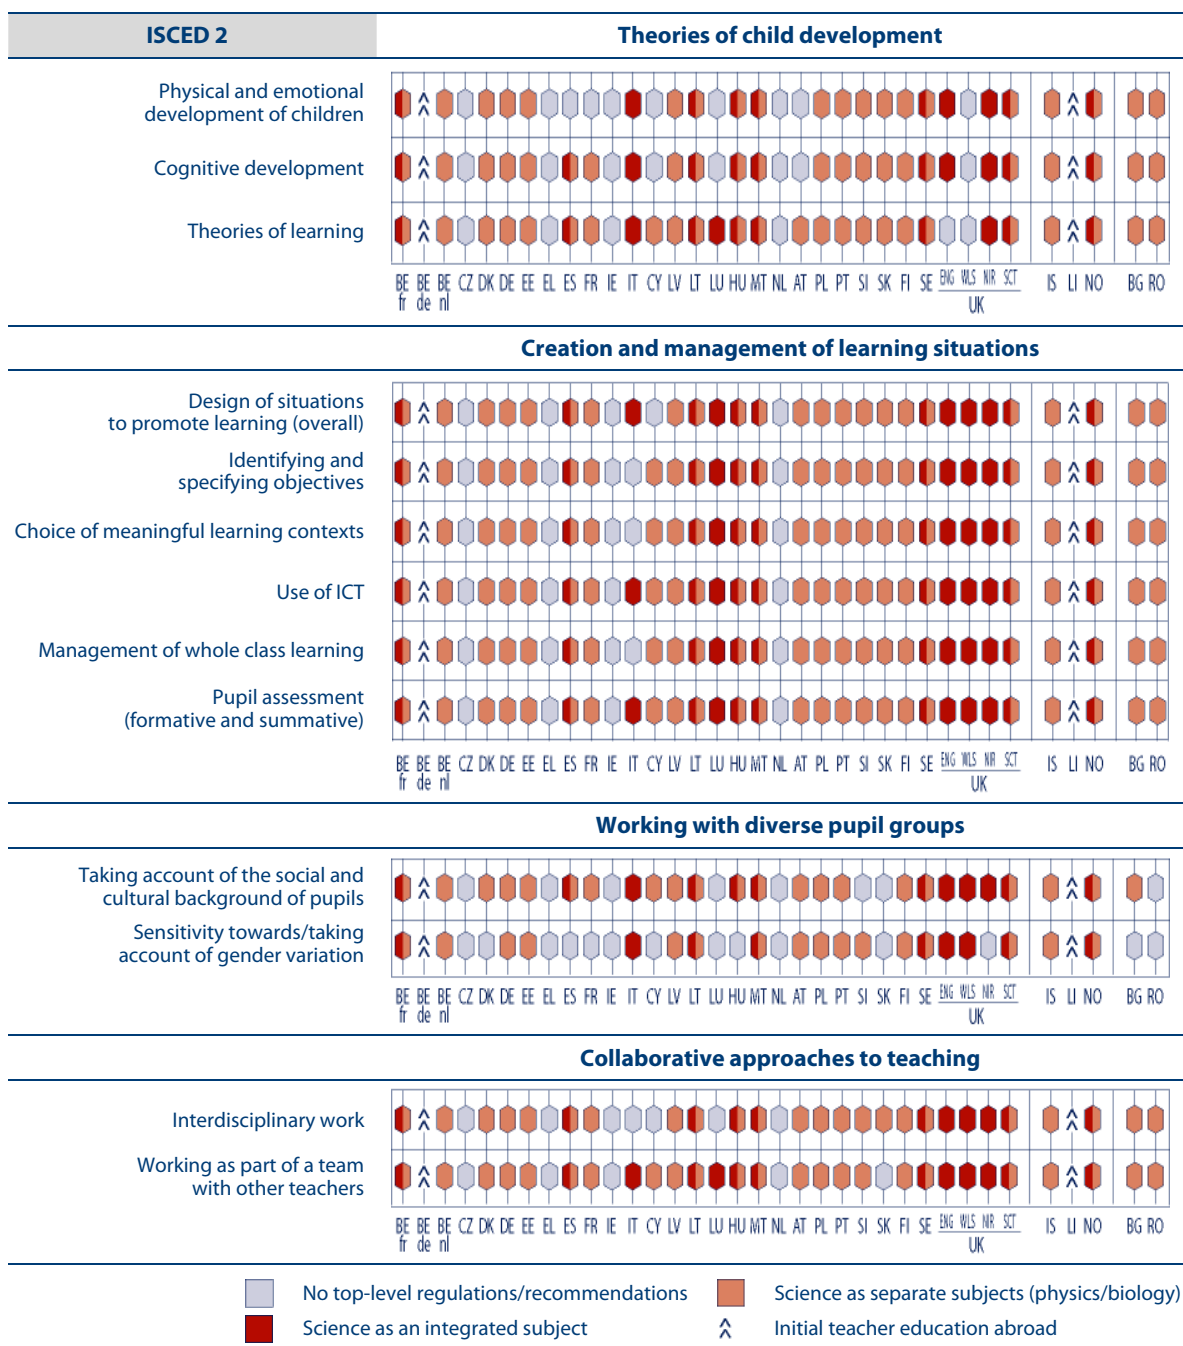 ISCED 2 Theories of child development
Physical and emotional
development of children
Cognitive development
Theories of learning
BE BE BE CZ DK DE EE EL ES FR IE IT CY LV LT LU HU MT NL AT PL PT SI SK FI SE ENG WLS NIR SCT IS LI NO BG RO
fr de nl UK
Creation and management of learning situations
Design of situations
to promote learning (overall)
Identifying and
specifying objectives
Choice of meaningful learning contexts
Use of ICT
Management of whole class learning
Pupil assessment
(formative and summative)
BE BE BE CZ DK DE EE EL ES FR IE IT CY LV LT LU HU MT NL AT PL PT SI SK FI SE ENG WLS NIR SCT IS LI NO BG RO
fr de nl UK
Working with diverse pupil groups
Taking account of the social and
cultural background of pupils
Sensitivity towards/taking
account of gender variation
BE BE BE CZ DK DE EE EL ES FR IE IT CY LV LT LU HU MT NL AT PL PT SI SK FI SE ENG WLS NIR SCT IS LI NO BG RO
fr de nl UK
Collaborative approaches to teaching
Interdisciplinary work
Working as part of a team
with other teachers
BE BE BE CZ DK DE EE EL ES FR IE IT CY LV LT LU HU MT NL AT PL PT SI SK FI SE ENG WLS NIR SCT IS LI NO BG RO
fr de nl UK
No top-level regulations/recommendations Science as separate subjects (physics/biology)
Science as an integrated subject Initial teacher education abroad